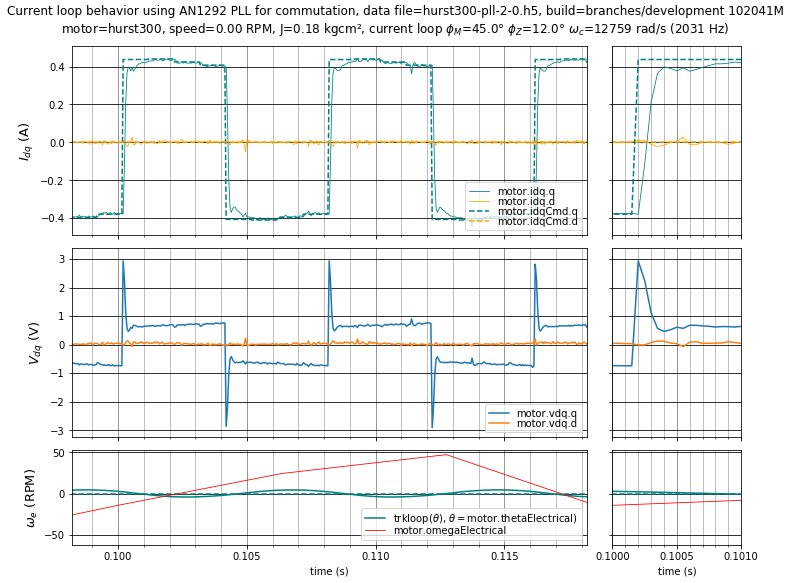 Current loop behavior using AN1292 PLL for commutation, data file=hurst300-pll-2-0.h5, build=branches/development 102041M
motor=hurst300, speed=0.00 RPM, J=0.18 kgcm², current loop ϕM=45.0° ϕZ=12.0° ωc=12759 rad/s (2031 Hz)
Idq (A)
0.4
0.2
0.0
−0.2
−0.4
motor.idq.q
motor.idq.d
motor.idqCmd.q
motor.idqCmd.d
Vdq (V)
3
2
1
0
−1
−2
−3
motor.vdq.q
motor.vdq.d
ωe (RPM)
50
0
−50
trkloop(θ), θ = motor.thetaElectrical)
motor.omegaElectrical
0.100 0.105 0.110 0.115
time (s)
0.1000 0.1005 0.1010
time (s)